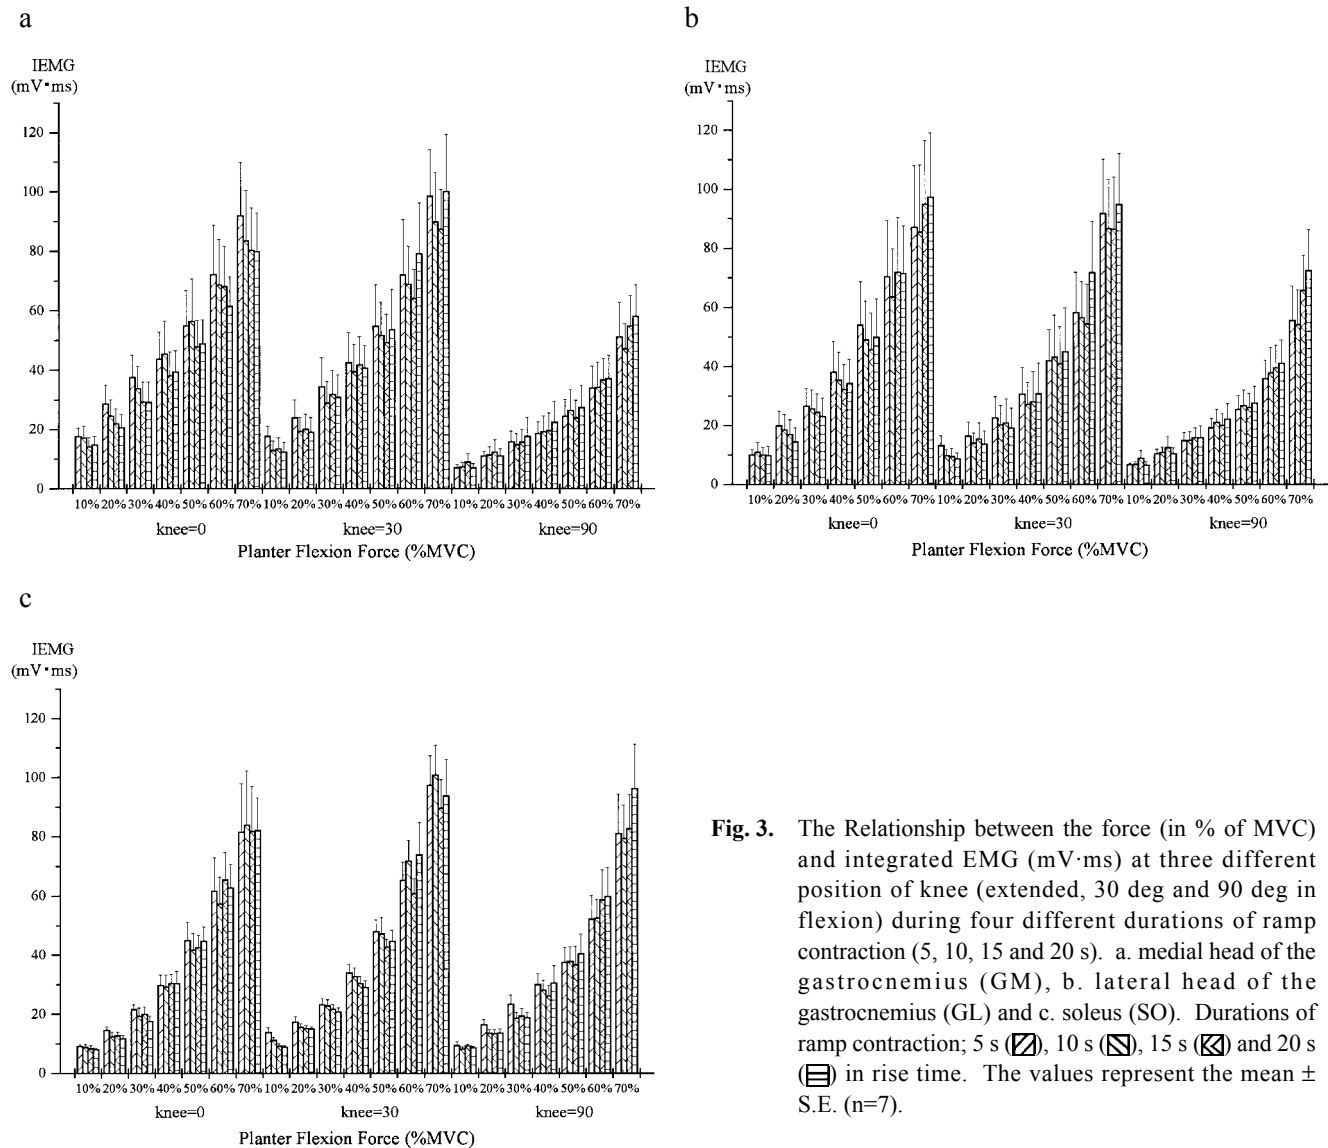 a
IEMG
(mV·ms)
120
100
80
60
40
20
0
10% 20% 30% 40% 50% 60% 70% 10% 20% 30% 40% 50% 60% 70% 10% 20% 30% 40% 50% 60% 70%
knee=0 knee=30 knee=90
Planter Flexion Force (%MVC)
b
IEMG
(mV·ms)
120
100
80
60
40
20
0
10% 20% 30% 40% 50% 60% 70% 10% 20% 30% 40% 50% 60% 70% 10% 20% 30% 40% 50% 60% 70%
knee=0 knee=30 knee=90
Planter Flexion Force (%MVC)
c
IEMG
(mV·ms)
120
100
80
60
40
20
0
10% 20% 30% 40% 50% 60% 70% 10% 20% 30% 40% 50% 60% 70% 10% 20% 30% 40% 50% 60% 70%
knee=0 knee=30 knee=90
Planter Flexion Force (%MVC)
Fig. 3. The Relationship between the force (in % of MVC)
and integrated EMG (mV·ms) at three different
position of knee (extended, 30 deg and 90 deg in
flexion) during four different durations of ramp
contraction (5, 10, 15 and 20 s). a. medial head of the
gastrocnemius (GM), b. lateral head of the
gastrocnemius (GL) and c. soleus (SO). Durations of
ramp contraction; 5 s ( ), 10 s ( ), 15 s ( ) and 20 s
( ) in rise time. The values represent the mean ±
S.E. (n=7).